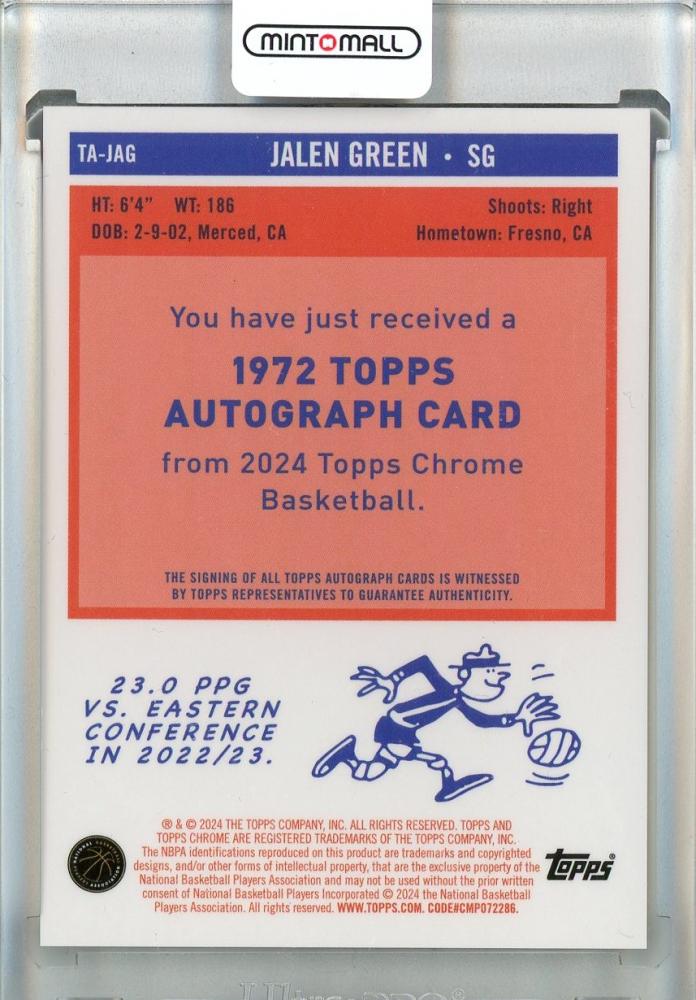 MINT MALL
TA-JAG JALEN GREEN • SG
HT: 6'4" WT: 186 Shoots: Right
DOB: 2-9-02, Merced, CA Hometown: Fresno, CA
You have just received a
1972 TOPPS
AUTOGRAPH CARD
from 2024 Topps Chrome
Basketball.
THE SIGNING OF ALL TOPPS AUTOGRAPH CARDS IS WITNESSED
BY TOPPS REPRESENTATIVES TO GUARANTEE AUTHENTICITY.
23.0 PPG
VS. EASTERN
CONFERENCE
IN 2022/23.
® & © 2024 THE TOPPS COMPANY, INC. ALL RIGHTS RESERVED. TOPPS AND
TOPPS CHROME ARE REGISTERED TRADEMARKS OF THE TOPPS COMPANY, INC.
The NBPA identifications reproduced on this product are trademarks and copyrighted
designs, and/or other forms of intellectual property, that are the exclusive property of the
National Basketball Players Association and may not be used without the prior written
consent of National Basketball Players Incorporated © 2024 the National Basketball
Players Association. All rights reserved. WWW.TOPPS.COM. CODE#CMP072286.
NATIONAL BASKETBALL
ASSOCIATION
topps®